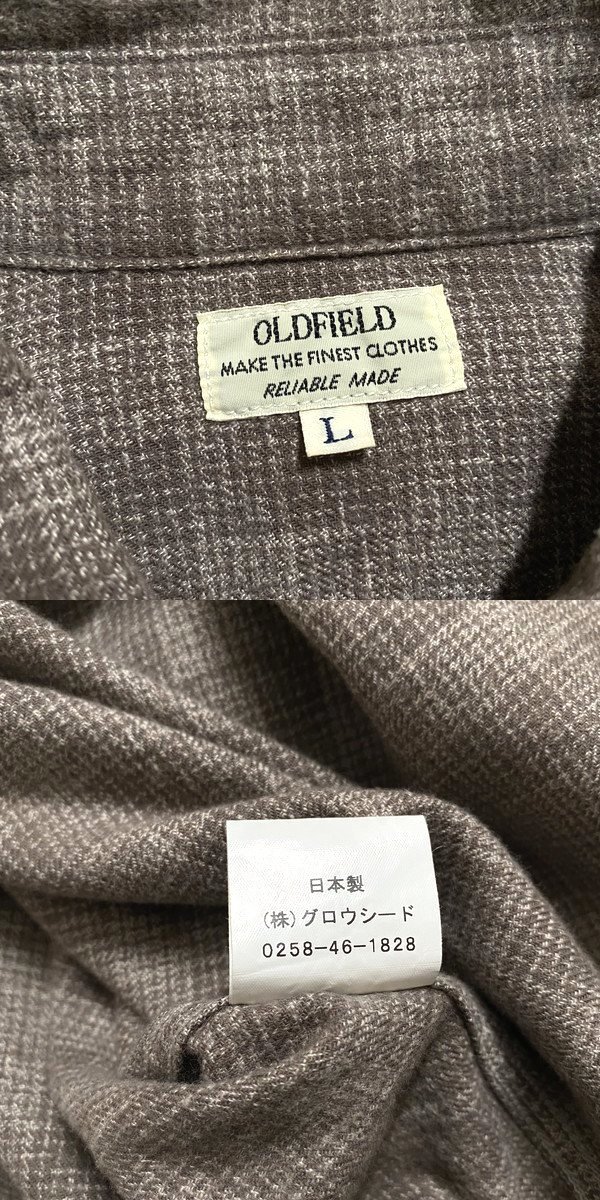 OLDFIELD
MAKE THE FINEST CLOTHES
RELIABLE MADE
L
日本製
(株)グロウシード
0258-46-1828